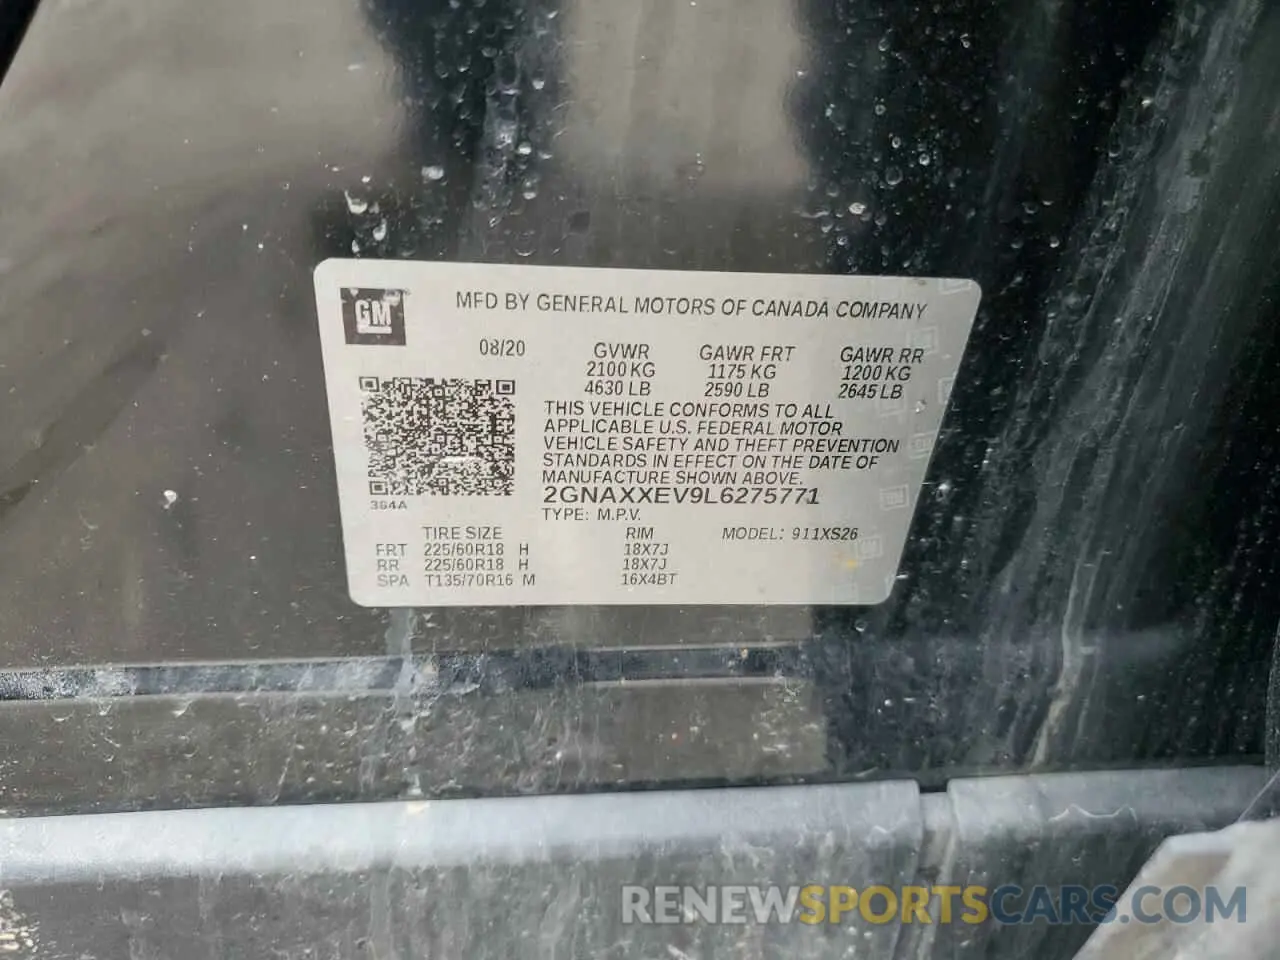 GM
MFD BY GENERAL MOTORS OF CANADA COMPANY
08/20
GVWR GAWR FRT GAWR RR
2100 KG 1175 KG 1200 KG
4630 LB 2590 LB 2645 LB
THIS VEHICLE CONFORMS TO ALL
APPLICABLE U.S. FEDERAL MOTOR
VEHICLE SAFETY AND THEFT PREVENTION
STANDARDS IN EFFECT ON THE DATE OF
MANUFACTURE SHOWN ABOVE.
384A
2GNAXXEV9L6275771
TYPE: M.P.V.
TIRE SIZE RIM MODEL: 911XS26
FRT 225/60R18 H 18X7J
RR 225/60R18 H 18X7J
SPA T135/70R16 M 16X4BT
RENEWSPORTSCARS.COM